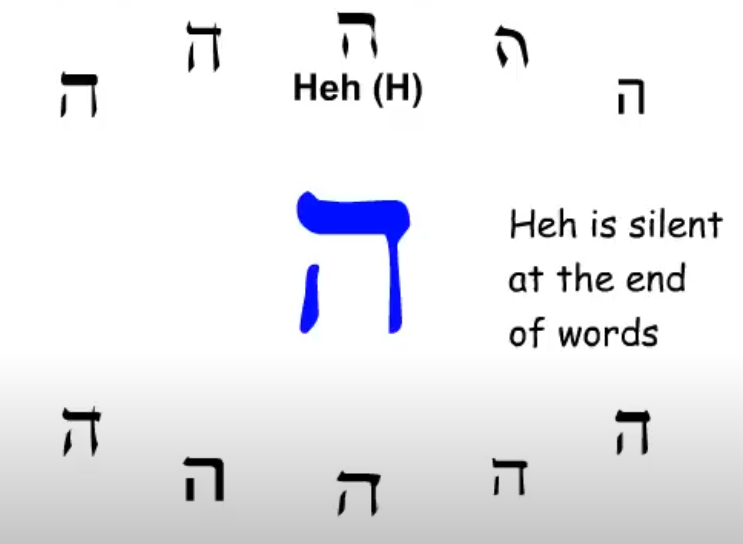 ה ה ה ה ה
Heh (H)
ה
Heh is silent
at the end
of words
ה ה ה ה ה